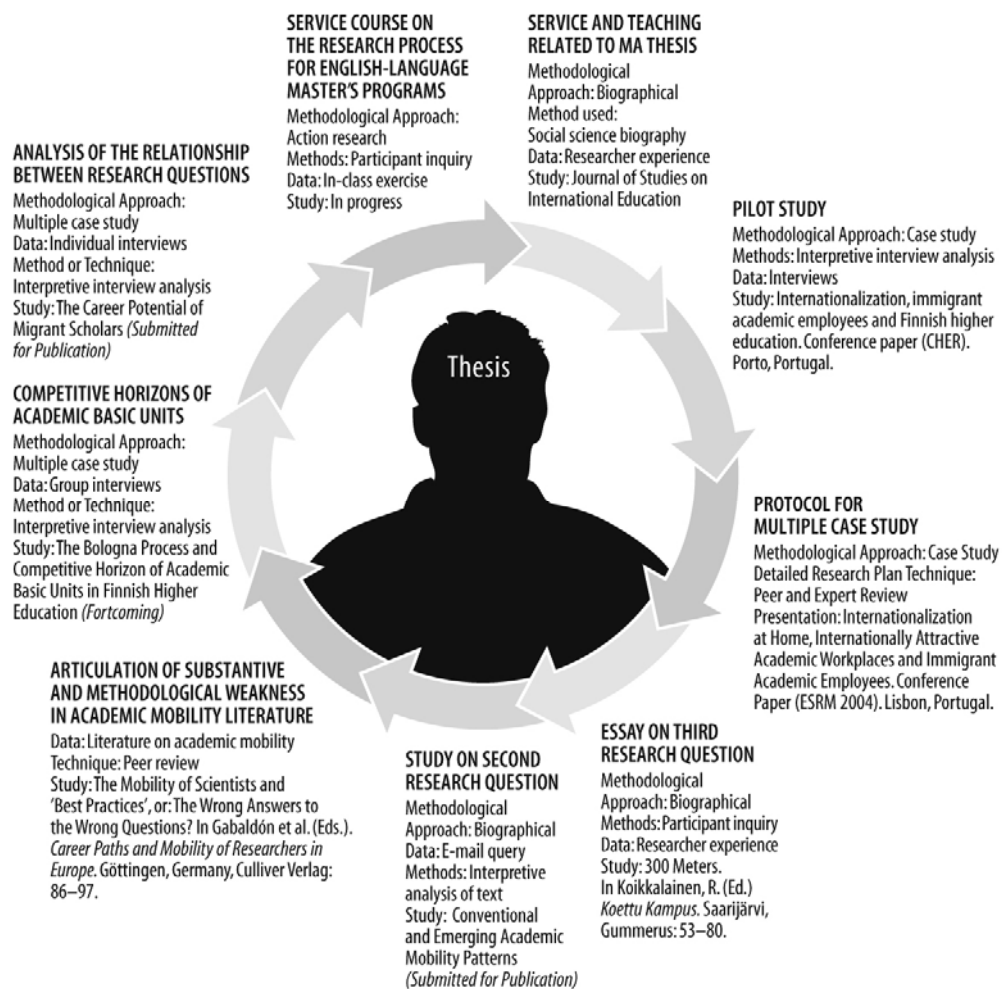 SERVICE COURSE ON
THE RESEARCH PROCESS
FOR ENGLISH-LANGUAGE
MASTER'S PROGRAMS
Methodological Approach:
Action research
Methods: Participant inquiry
Data: In-class exercise
Study: In progress
SERVICE AND TEACHING
RELATED TO MA THESIS
Methodological
Approach: Biographical
Method used:
Social science biography
Data: Researcher experience
Study: Journal of Studies on
International Education
PILOT STUDY
Methodological Approach: Case study
Methods: Interpretive interview analysis
Data: Interviews
Study: Internationalization, immigrant
academic employees and Finnish higher
education. Conference paper (CHER).
Porto, Portugal.
PROTOCOL FOR
MULTIPLE CASE STUDY
Methodological Approach: Case Study
Detailed Research Plan Technique:
Peer and Expert Review
Presentation: Internationalization
at Home, Internationally Attractive
Academic Workplaces and Immigrant
Academic Employees. Conference
Paper (ESRM 2004). Lisbon, Portugal.
ESSAY ON THIRD
RESEARCH QUESTION
Methodological
Approach: Biographical
Methods: Participant inquiry
Data: Researcher experience
Study: 300 Meters.
In Koikkalainen, R. (Ed.)
Koettu Kampus. Saarijärvi,
Gummerus: 53–80.
STUDY ON SECOND
RESEARCH QUESTION
Methodological
Approach: Biographical
Data: E-mail query
Methods: Interpretive
analysis of text
Study: Conventional
and Emerging Academic
Mobility Patterns
(Submitted for Publication)
ARTICULATION OF SUBSTANTIVE
AND METHODOLOGICAL WEAKNESS
IN ACADEMIC MOBILITY LITERATURE
Data: Literature on academic mobility
Technique: Peer review
Study: The Mobility of Scientists and
'Best Practices', or: The Wrong Answers to
the Wrong Questions? In Gabaldón et al. (Eds.).
Career Paths and Mobility of Researchers in
Europe. Göttingen, Germany, Culliver Verlag:
86–97.
COMPETITIVE HORIZONS OF
ACADEMIC BASIC UNITS
Methodological Approach:
Multiple case study
Data: Group interviews
Method or Technique:
Interpretive interview analysis
Study: The Bologna Process and
Competitive Horizon of Academic
Basic Units in Finnish Higher
Education (Fortcoming)
ANALYSIS OF THE RELATIONSHIP
BETWEEN RESEARCH QUESTIONS
Methodological Approach:
Multiple case study
Data: Individual interviews
Method or Technique:
Interpretive interview analysis
Study: The Career Potential of
Migrant Scholars (Submitted
for Publication)
Thesis